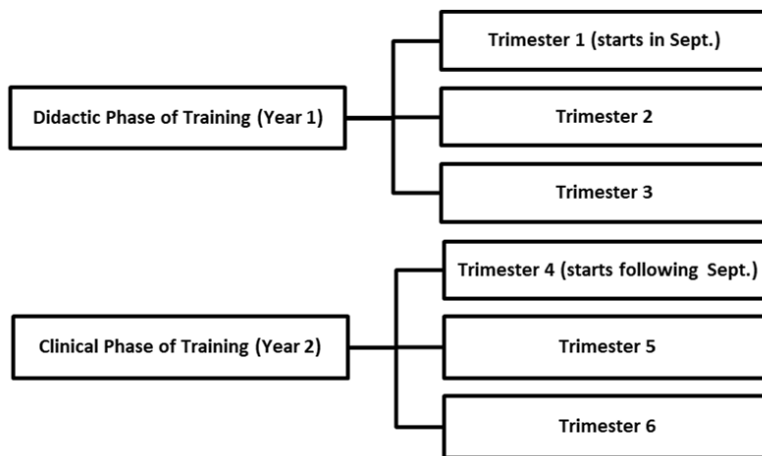 Trimester 1 (starts in Sept.)
Didactic Phase of Training (Year 1)
Trimester 2
Trimester 3
Trimester 4 (starts following Sept.)
Clinical Phase of Training (Year 2)
Trimester 5
Trimester 6